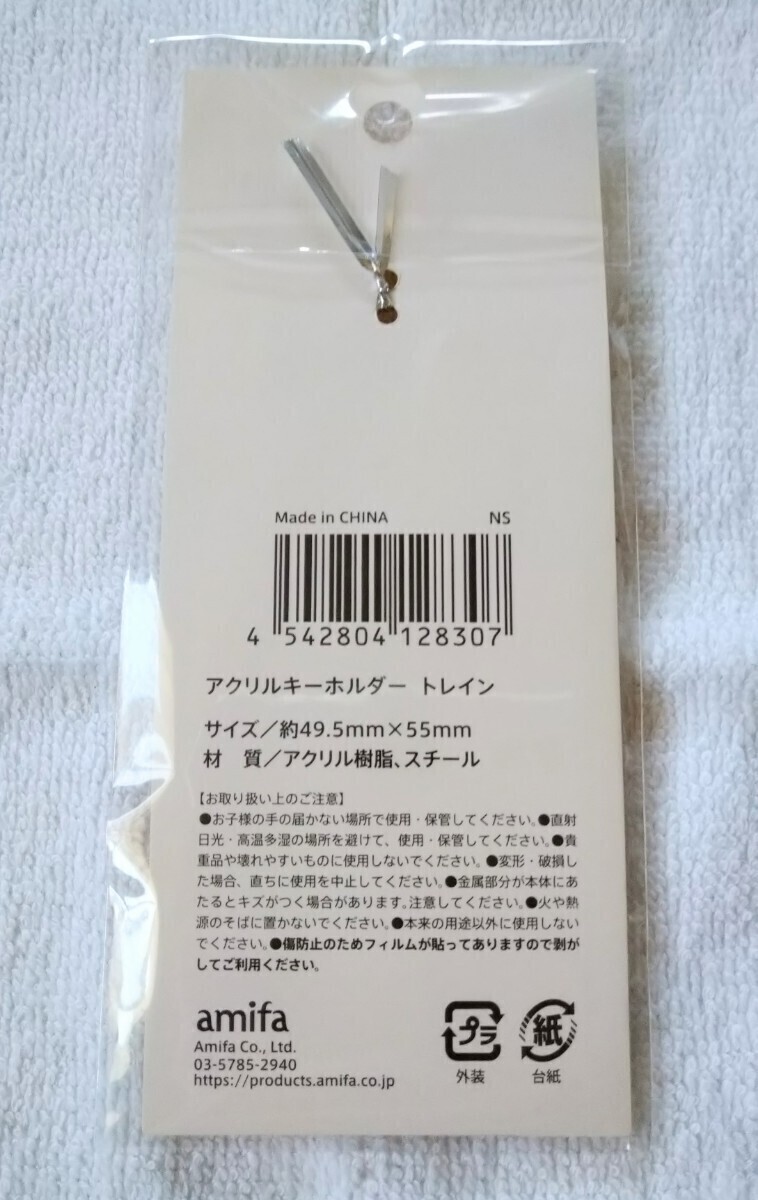 Made in CHINA NS
4 542804 128307
アクリルキーホルダー トレイン
サイズ／約49.5mm×55mm
材　質／アクリル樹脂、スチール
【お取り扱い上のご注意】
●お子様の手の届かない場所で使用・保管してください。●直射
日光・高温多湿の場所を避けて、使用・保管してください。●貴
重品や壊れやすいものに使用しないでください。●変形・破損し
た場合、直ちに使用を中止してください。●金属部分が本体にあ
たるとキズがつく場合があります。注意してください。●火や熱
源のそばに置かないでください。●本来の用途以外に使用しない
でください。●傷防止のためフィルムが貼ってありますので剥が
してご利用ください。
amifa
Amifa Co., Ltd.
03-5785-2940
https://products.amifa.co.jp
プラ
外装
紙
台紙